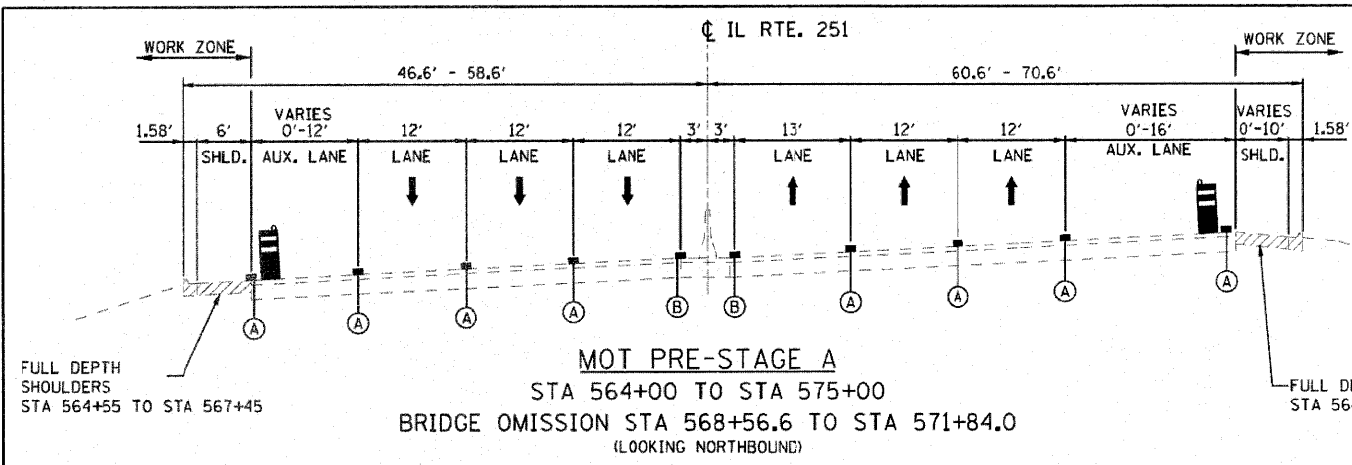 ℄ IL RTE. 251
WORK ZONE
WORK ZONE
46.6' - 58.6'
60.6' - 70.6'
1.58'
6'
SHLD.
VARIES
0'-12'
AUX. LANE
12'
LANE
12'
LANE
12'
LANE
3'
3'
13'
LANE
12'
LANE
12'
LANE
VARIES
0'-16'
AUX. LANE
VARIES
0'-10'
SHLD.
1.58'
A
A
A
A
B
B
A
A
A
A
FULL DEPTH
SHOULDERS
STA 564+55 TO STA 567+45
MOT PRE-STAGE A
STA 564+00 TO STA 575+00
BRIDGE OMISSION STA 568+56.6 TO STA 571+84.0
(LOOKING NORTHBOUND)
FULL
STA